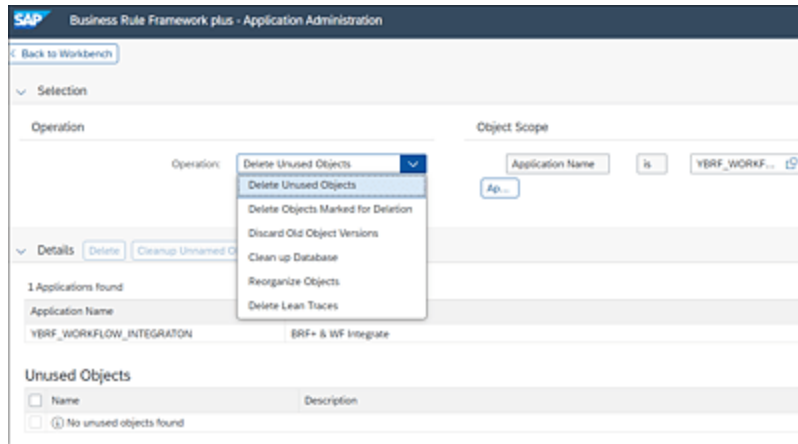 SAP Business Rule Framework plus - Application Administration
< Back to Workbench
Selection
Operation Object Scope
Operation: Delete Unused Objects Application Name is YBRF_WORKF...
Ap...
Delete Unused Objects
Delete Objects Marked for Deletion
Discard Old Object Versions
Clean up Database
Reorganize Objects
Delete Lean Traces
Details Delete Cleanup Unnamed O
1 Applications found
Application Name
YBRF_WORKFLOW_INTEGRATON BRF+ & WF Integrate
Unused Objects
Name Description
No unused objects found